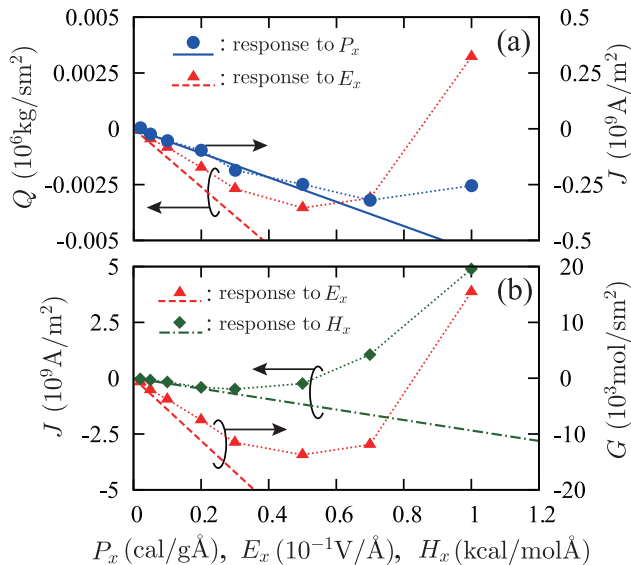 0.005 0.5
: response to Pₓ (a)
0.0025 : response to Eₓ 0.25
0 0
Q (10⁶kg/sm²) J (10⁹A/m²)
-0.0025 -0.25
-0.005 -0.5
5 20
: response to Eₓ (b)
2.5 : response to Hₓ 10
0 0
J (10⁹A/m²) G (10³mol/sm²)
-2.5 -10
-5 -20
0 0.2 0.4 0.6 0.8 1 1.2
Pₓ (cal/gÅ), Eₓ (10⁻¹V/Å), Hₓ (kcal/molÅ)